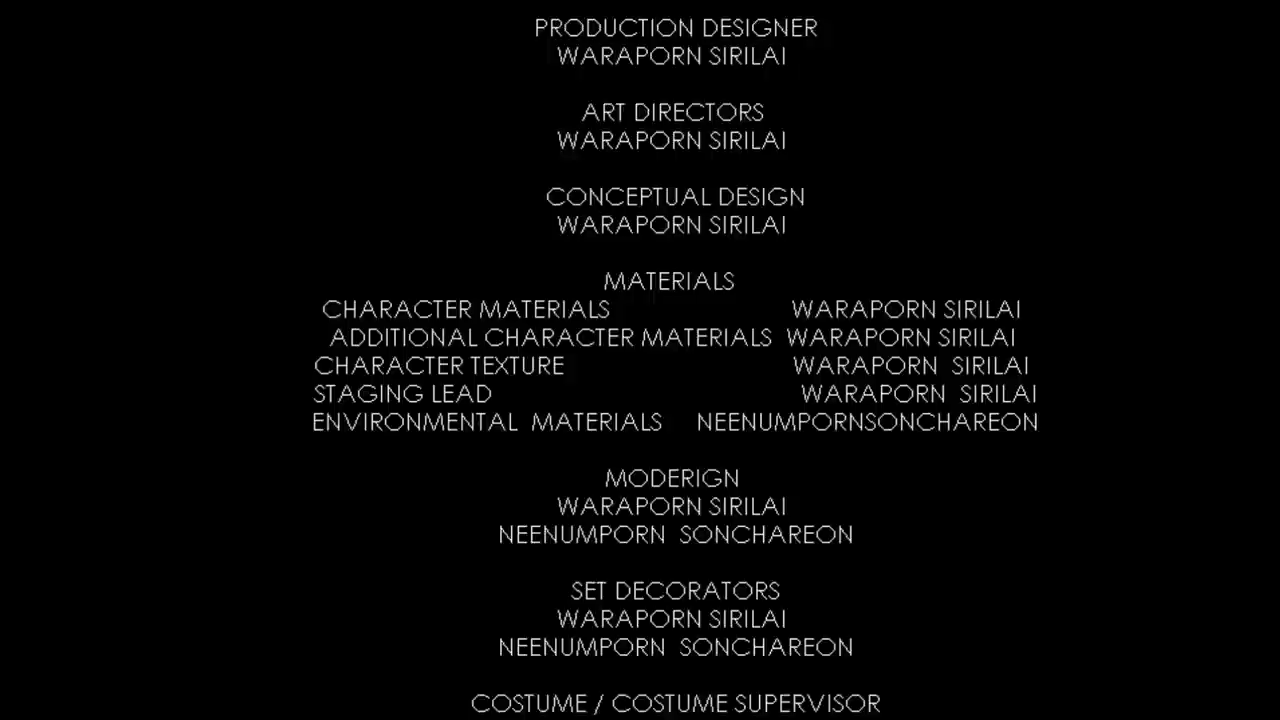 PRODUCTION DESIGNER
WARAPORN SIRILAI
ART DIRECTORS
WARAPORN SIRILAI
CONCEPTUAL DESIGN
WARAPORN SIRILAI
MATERIALS
CHARACTER MATERIALS WARAPORN SIRILAI
ADDITIONAL CHARACTER MATERIALS WARAPORN SIRILAI
CHARACTER TEXTURE WARAPORN SIRILAI
STAGING LEAD WARAPORN SIRILAI
ENVIRONMENTAL MATERIALS NEENUMPORNSONCHAREON
MODERIGN
WARAPORN SIRILAI
NEENUMPORN SONCHAREON
SET DECORATORS
WARAPORN SIRILAI
NEENUMPORN SONCHAREON
COSTUME / COSTUME SUPERVISOR